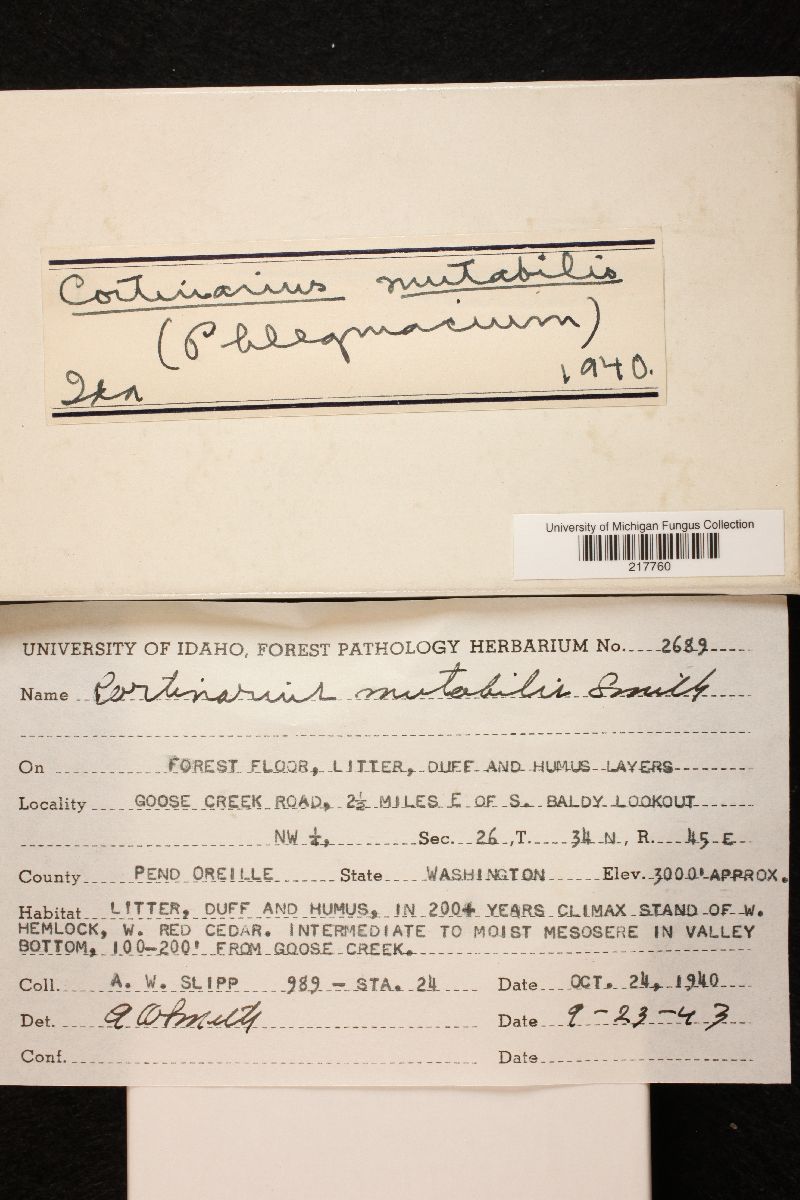 Cortinarius mutabilis
(Phlegmacium)
1940.
University of Michigan Fungus Collection
217760
UNIVERSITY OF IDAHO, FOREST PATHOLOGY HERBARIUM No. 2689
Name Cortinarius mutabilis Smith
On FOREST FLOOR, LITTER, DUFF AND HUMUS LAYERS
Locality GOOSE CREEK ROAD, 2½ MILES E OF S. BALDY LOOKOUT
NW ¼, Sec. 26, T. 34 N, R. 45 E
County PEND OREILLE State WASHINGTON Elev. 3000' APPROX.
Habitat LITTER, DUFF AND HUMUS, IN 200+ YEARS CLIMAX STAND OF W.
HEMLOCK, W. RED CEDAR. INTERMEDIATE TO MOIST MESOSERE IN VALLEY
BOTTOM, 100-200' FROM GOOSE CREEK.
Coll. A. W. SLIPP 989 - STA. 24 Date OCT. 24, 1940
Det. A H Smith Date 9-23-43
Conf. Date